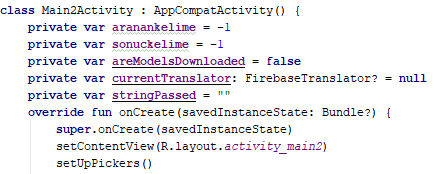 class Main2Activity : AppCompatActivity() {
private var aranankelime = -1
private var sonuckelime = -1
private var areModelsDownloaded = false
private var currentTranslator: FirebaseTranslator? = null
private var stringPassed = ""
override fun onCreate(savedInstanceState: Bundle?) {
super.onCreate(savedInstanceState)
setContentView(R.layout.activity_main2)
setUpPickers()